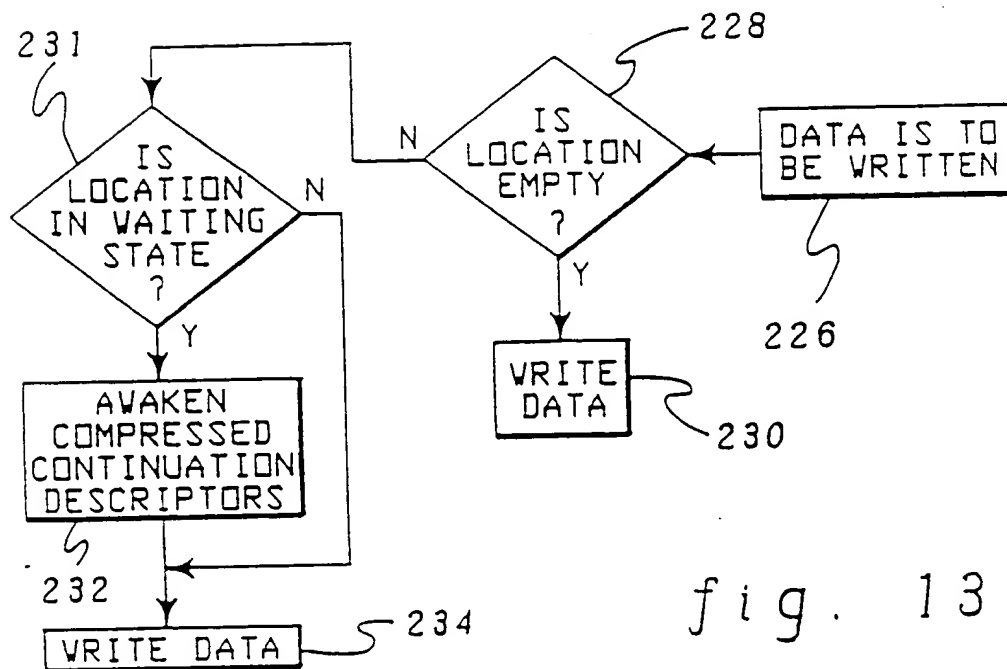 231
228
IS
LOCATION
IN WAITING
STATE
?
N
Y
N
IS
LOCATION
EMPTY
?
Y
DATA IS TO
BE WRITTEN
226
WRITE
DATA
230
AWAKEN
COMPRESSED
CONTINUATION
DESCRIPTORS
232
WRITE DATA
234
fig. 13